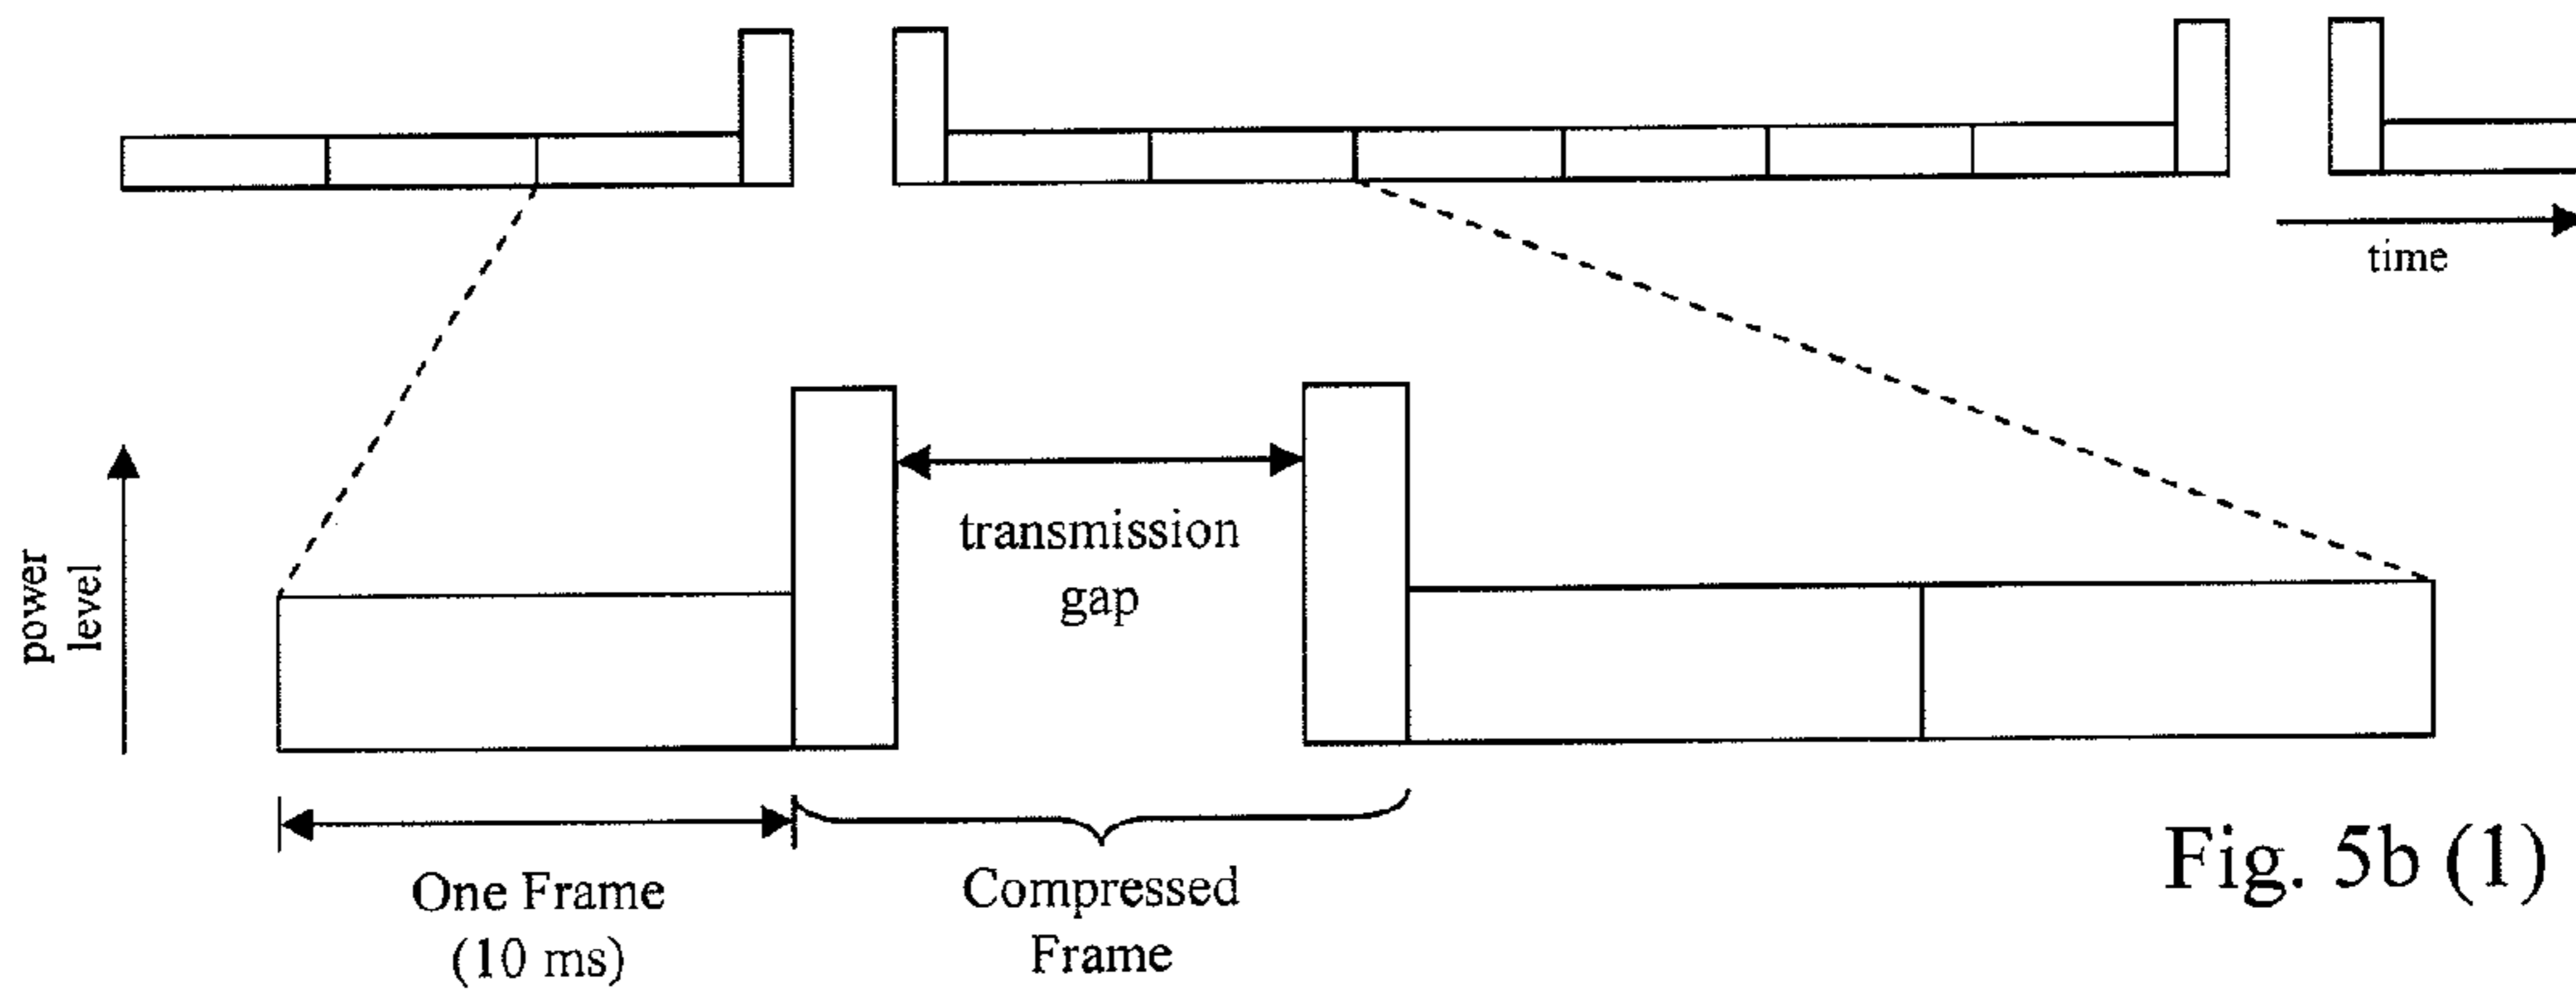 time
power
level
transmission
gap
One Frame
(10 ms)
Compressed
Frame
Fig. 5b (1)